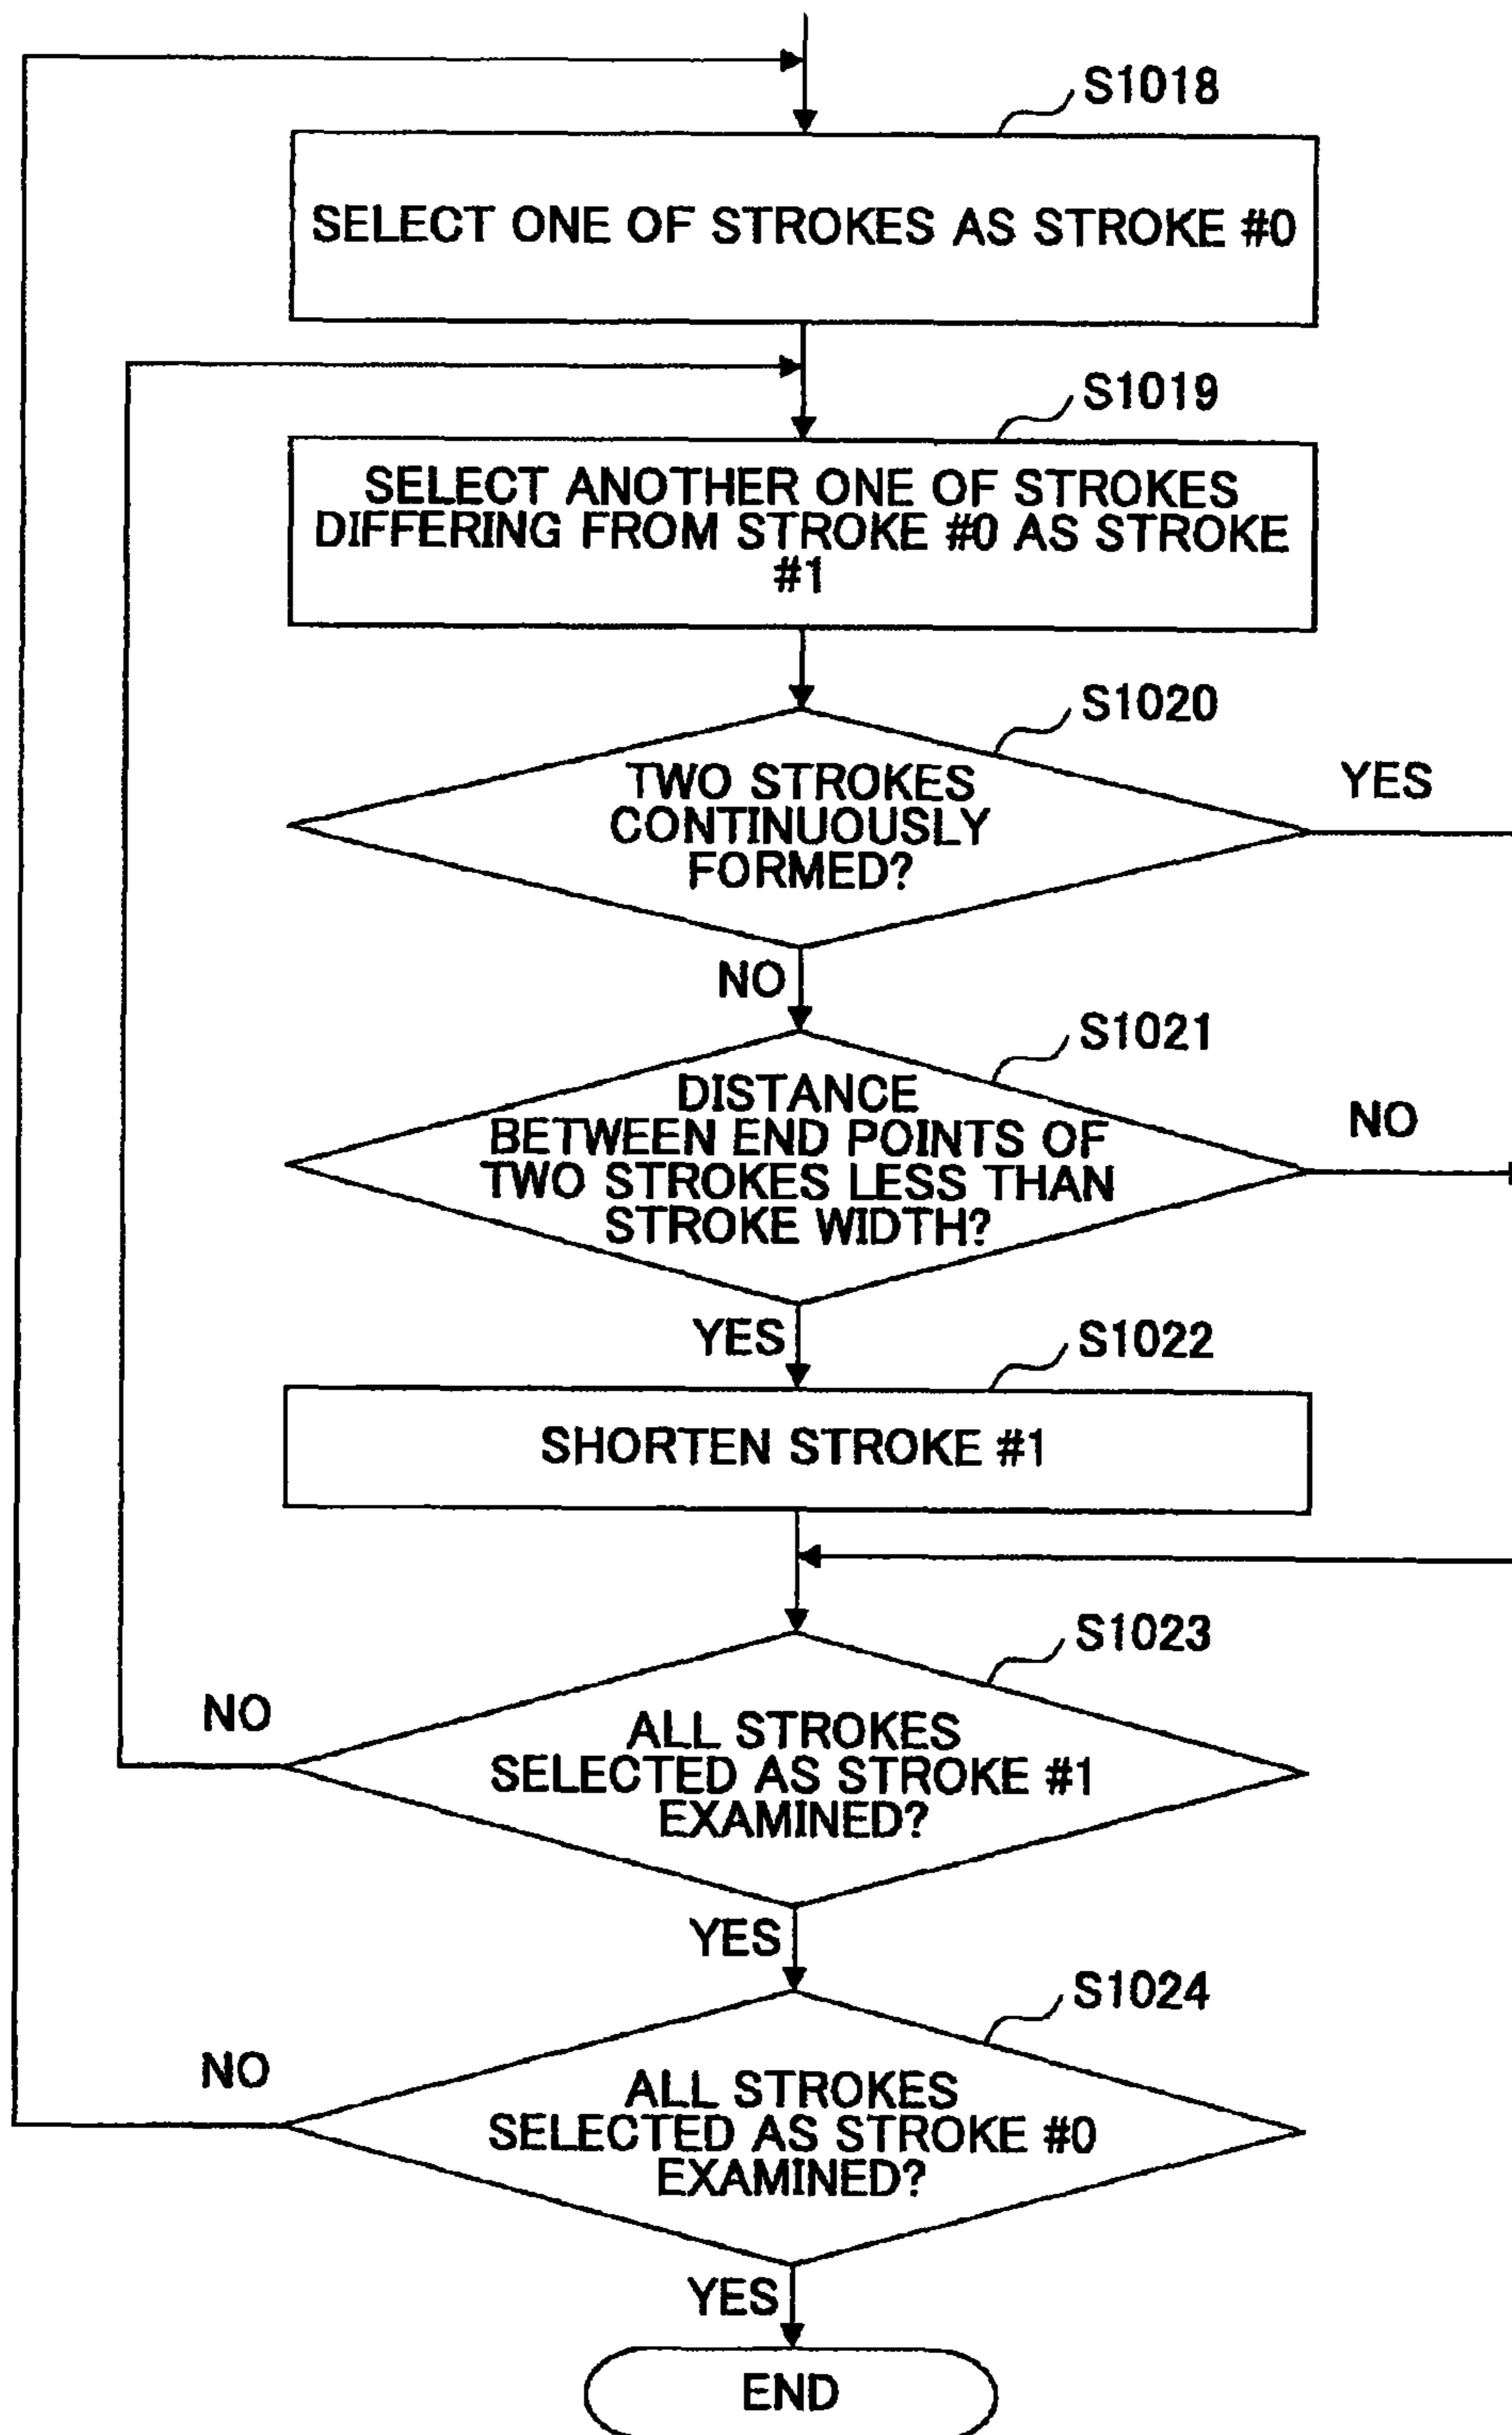 S1018
SELECT ONE OF STROKES AS STROKE #0
S1019
SELECT ANOTHER ONE OF STROKES
DIFFERING FROM STROKE #0 AS STROKE
#1
S1020
TWO STROKES
CONTINUOUSLY
FORMED?
YES
NO
S1021
DISTANCE
BETWEEN END POINTS OF
TWO STROKES LESS THAN
STROKE WIDTH?
NO
YES
S1022
SHORTEN STROKE #1
S1023
ALL STROKES
SELECTED AS STROKE #1
EXAMINED?
NO
YES
S1024
ALL STROKES
SELECTED AS STROKE #0
EXAMINED?
NO
YES
END